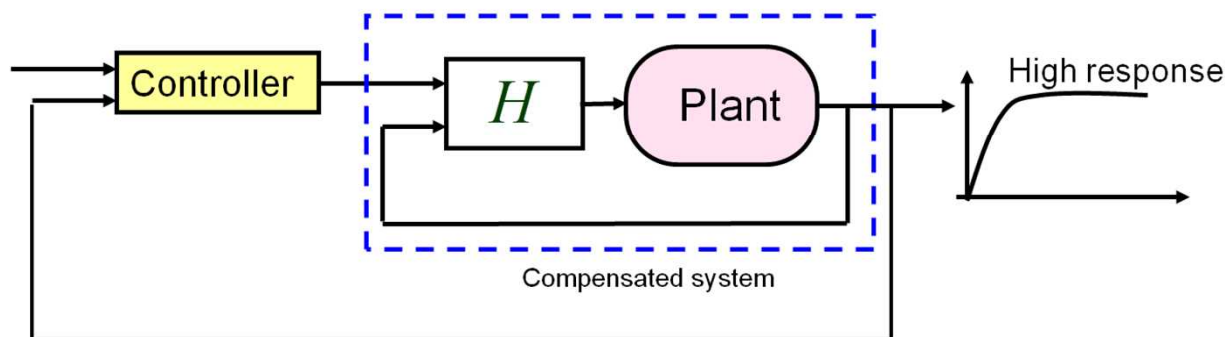 High response
Controller
H
Plant
Compensated system